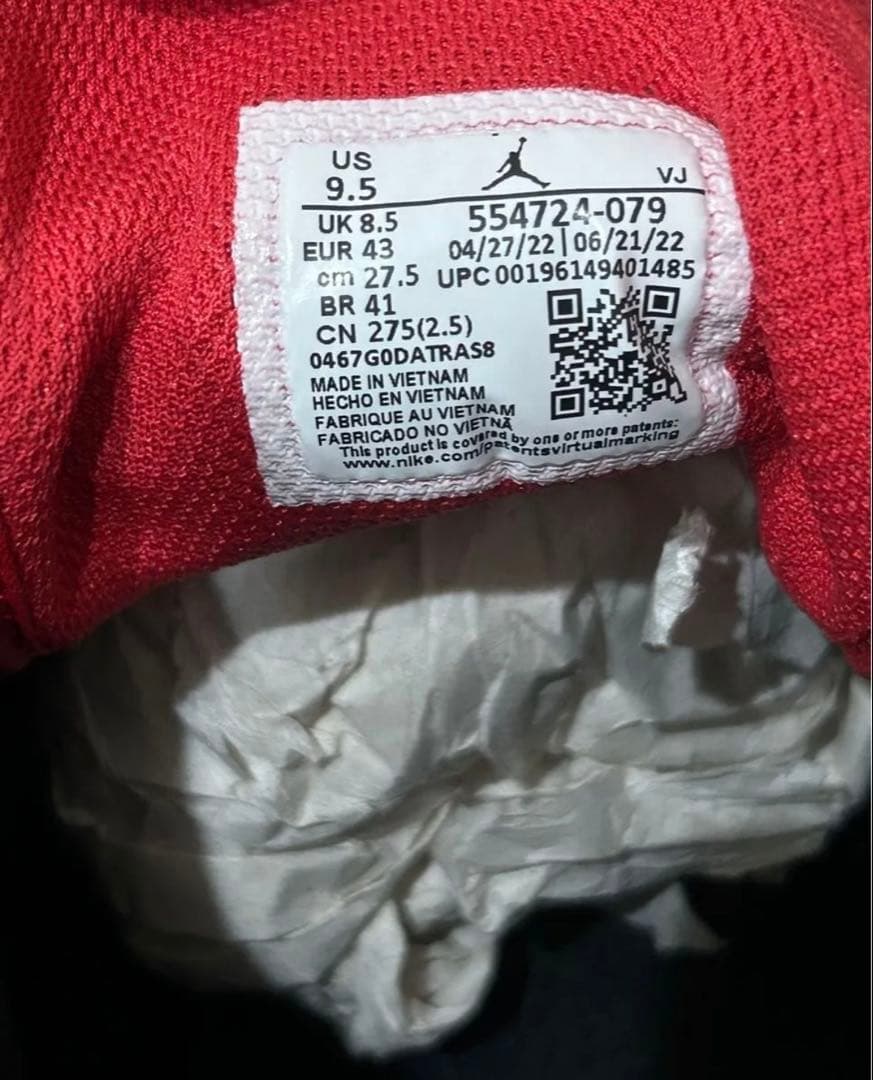 US
9.5
VJ
UK 8.5
554724-079
EUR 43
04/27/22 | 06/21/22
cm 27.5
UPC 00196149401485
BR 41
CN 275(2.5)
0467G0DATRAS8
MADE IN VIETNAM
HECHO EN VIETNAM
FABRIQUE AU VIETNAM
FABRICADO NO VIETNÃ
This product is covered by one or more patents:
www.nike.com/patentsvirtualmarking